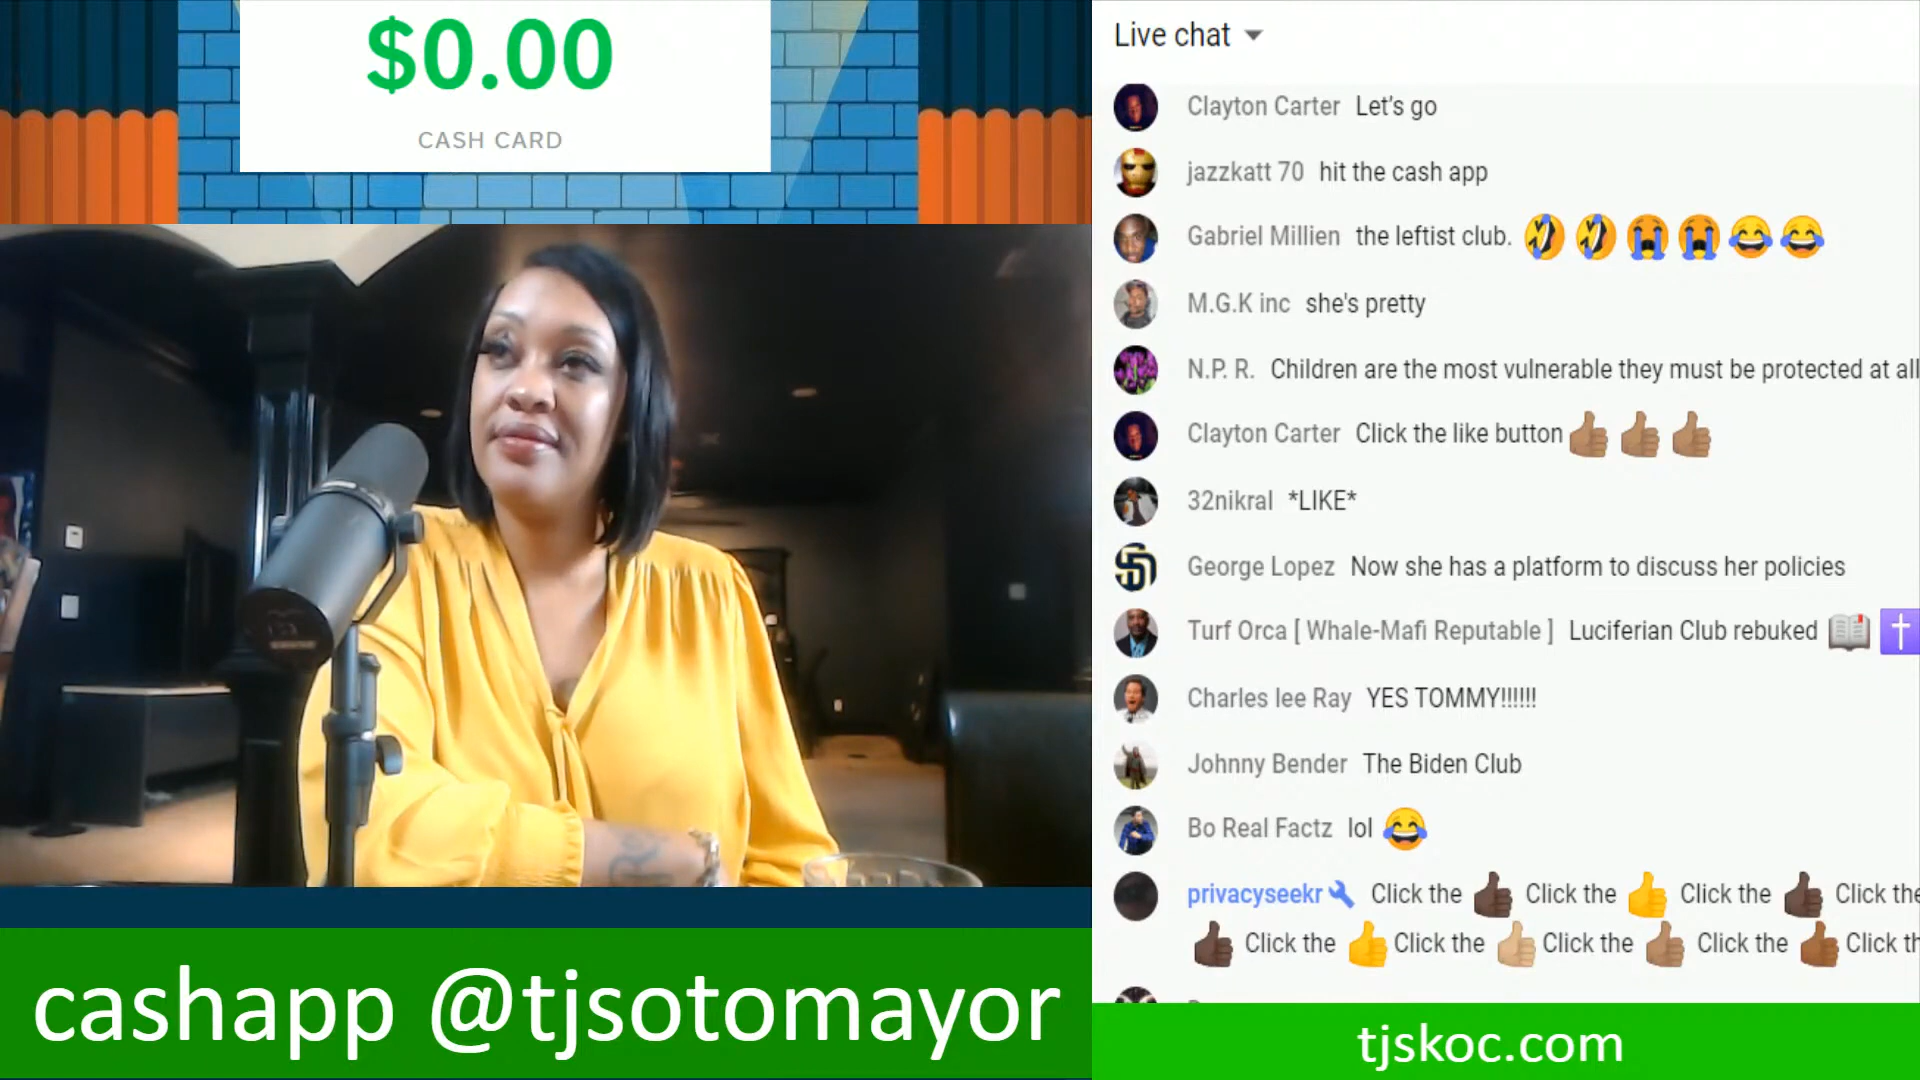 $0.00
CASH CARD
cashapp @tjsotomayor
Live chat
Clayton Carter Let's go
jazzkatt 70 hit the cash app
Gabriel Millien the leftist club. 🤣🤣😭😭😂😂
M.G.K inc she's pretty
N.P. R. Children are the most vulnerable they must be protected at all
Clayton Carter Click the like button 👍🏽👍🏽👍🏽
32nikral *LIKE*
George Lopez Now she has a platform to discuss her policies
Turf Orca [ Whale-Mafi Reputable ] Luciferian Club rebuked 📖✝️
Charles lee Ray YES TOMMY!!!!!!
Johnny Bender The Biden Club
Bo Real Factz lol 😂
privacyseekr🔧 Click the 👍🏿 Click the 👍 Click the 👍🏿 Click the
👍🏿 Click the 👍 Click the 👍🏼 Click the 👍🏽 Click the 👍🏾 Click th
tjskoc.com